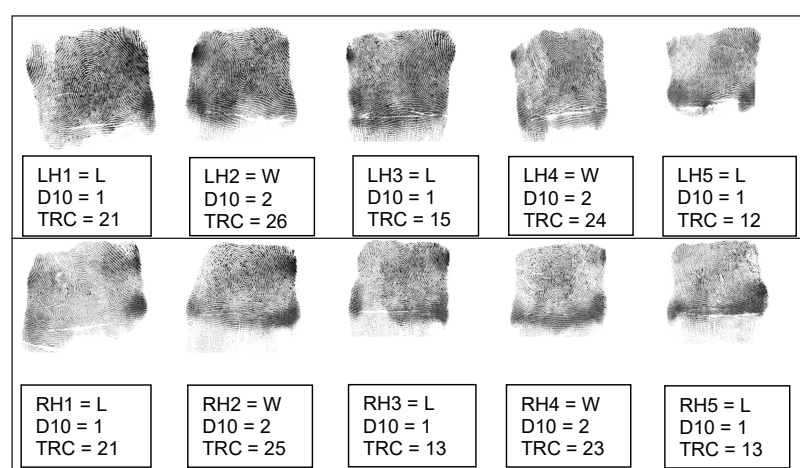 LH1 = L
D10 = 1
TRC = 21
LH2 = W
D10 = 2
TRC = 26
LH3 = L
D10 = 1
TRC = 15
LH4 = W
D10 = 2
TRC = 24
LH5 = L
D10 = 1
TRC = 12
RH1 = L
D10 = 1
TRC = 21
RH2 = W
D10 = 2
TRC = 25
RH3 = L
D10 = 1
TRC = 13
RH4 = W
D10 = 2
TRC = 23
RH5 = L
D10 = 1
TRC = 13